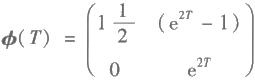 ϕ(T) = ( 1 1/2 (e^{2T} − 1)
0 e^{2T} )